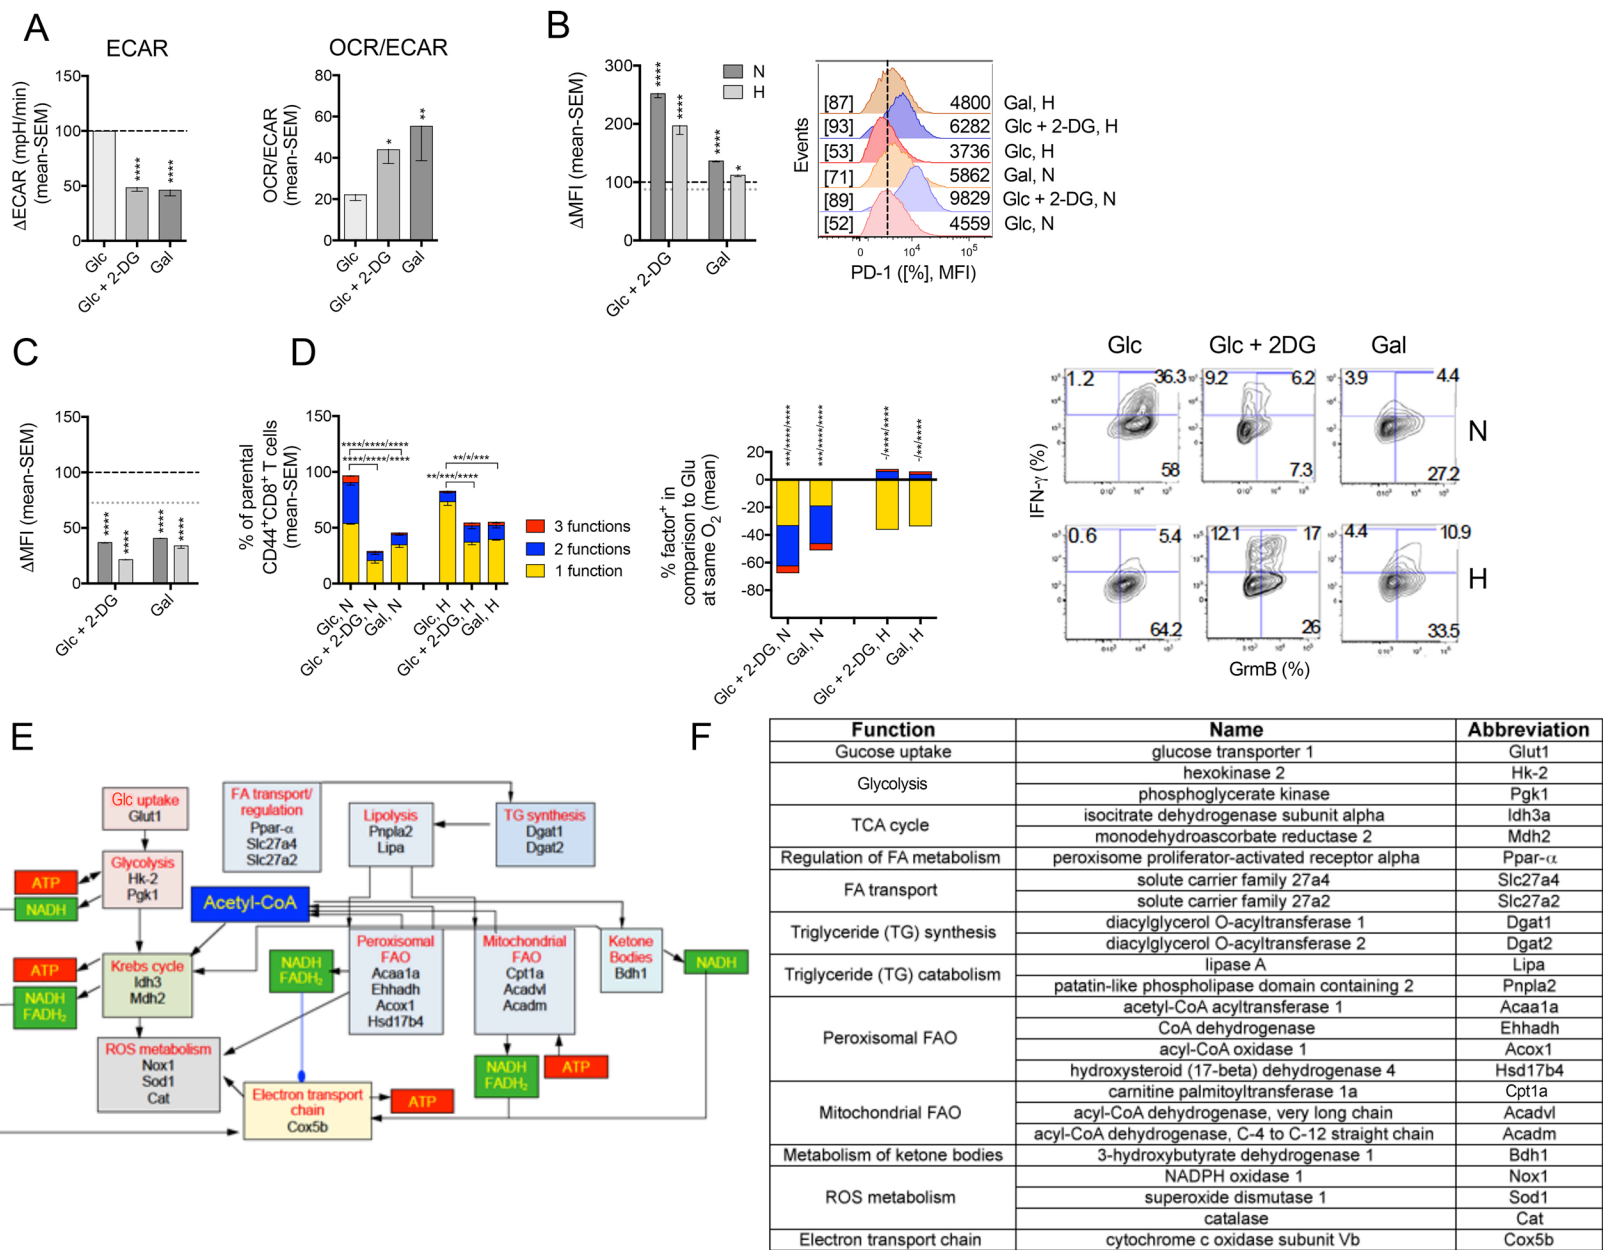 A
ECAR
ΔECAR (mpH/min)
(mean-SEM)
150
100
50
0
****
****
Glc
Glc + 2-DG
Gal
OCR/ECAR
OCR/ECAR
(mean-SEM)
80
60
40
20
0
*
**
Glc
Glc + 2-DG
Gal
B
ΔMFI (mean-SEM)
300
200
100
0
****
****
****
*
N
H
Glc + 2-DG
Gal
Events
[87] 4800 Gal, H
[93] 6282 Glc + 2-DG, H
[53] 3736 Glc, H
[71] 5862 Gal, N
[89] 9829 Glc + 2-DG, N
[52] 4559 Glc, N
0 10⁴ 10⁵
PD-1 ([%], MFI)
C
ΔMFI (mean-SEM)
150
100
50
0
****
****
****
****
Glc + 2-DG
Gal
D
% of parental
CD44⁺CD8⁺ T cells
(mean-SEM)
150
100
50
0
****/****/****
****/****/****
**/*/***
**/***/****
3 functions
2 functions
1 function
Glc, N
Glc + 2-DG, N
Gal, N
Glc, H
Glc + 2-DG, H
Gal, H
% factor⁺ in
comparison to Glu
at same O₂ (mean)
20
0
-20
-40
-60
-80
***/****/****
***/****/****
-/****/****
-/**/****
Glc + 2-DG, N
Gal, N
Glc + 2-DG, H
Gal, H
Glc Glc + 2DG Gal
1.2 36.3 9.2 6.2 3.9 4.4
N
58 7.3 27.2
IFN-γ (%)
0.6 5.4 12.1 17 4.4 10.9
H
64.2 26 33.5
GrmB (%)
E
Glc uptake
Glut1
FA transport/
regulation
Ppar-α
Slc27a4
Slc27a2
Lipolysis
Pnpla2
Lipa
TG synthesis
Dgat1
Dgat2
Glycolysis
Hk-2
Pgk1
ATP
NADH
Acetyl-CoA
Krebs cycle
Idh3
Mdh2
ATP
NADH
FADH₂
NADH
FADH₂
Peroxisomal
FAO
Acaa1a
Ehhadh
Acox1
Hsd17b4
Mitochondrial
FAO
Cpt1a
Acadvl
Acadm
Ketone
Bodies
Bdh1
NADH
ROS metabolism
Nox1
Sod1
Cat
NADH
FADH₂
ATP
Electron transport
chain
Cox5b
ATP
F
Function Name Abbreviation
Gucose uptake glucose transporter 1 Glut1
Glycolysis hexokinase 2 Hk-2
phosphoglycerate kinase Pgk1
TCA cycle isocitrate dehydrogenase subunit alpha Idh3a
monodehydroascorbate reductase 2 Mdh2
Regulation of FA metabolism peroxisome proliferator-activated receptor alpha Ppar-α
FA transport solute carrier family 27a4 Slc27a4
solute carrier family 27a2 Slc27a2
Triglyceride (TG) synthesis diacylglycerol O-acyltransferase 1 Dgat1
diacylglycerol O-acyltransferase 2 Dgat2
Triglyceride (TG) catabolism lipase A Lipa
patatin-like phospholipase domain containing 2 Pnpla2
Peroxisomal FAO acetyl-CoA acyltransferase 1 Acaa1a
CoA dehydrogenase Ehhadh
acyl-CoA oxidase 1 Acox1
hydroxysteroid (17-beta) dehydrogenase 4 Hsd17b4
Mitochondrial FAO carnitine palmitoyltransferase 1a Cpt1a
acyl-CoA dehydrogenase, very long chain Acadvl
acyl-CoA dehydrogenase, C-4 to C-12 straight chain Acadm
Metabolism of ketone bodies 3-hydroxybutyrate dehydrogenase 1 Bdh1
ROS metabolism NADPH oxidase 1 Nox1
superoxide dismutase 1 Sod1
catalase Cat
Electron transport chain cytochrome c oxidase subunit Vb Cox5b